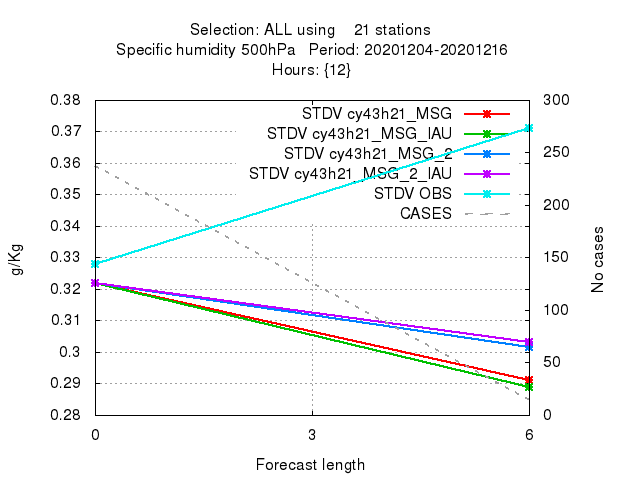 Selection: ALL using    21 stations
Specific humidity 500hPa   Period: 20201204-20201216
Hours: {12}
STDV cy43h21_MSG
STDV cy43h21_MSG_IAU
STDV cy43h21_MSG_2
STDV cy43h21_MSG_2_IAU
STDV OBS
CASES
0.38
0.37
0.36
0.35
0.34
0.33
0.32
0.31
0.3
0.29
0.28
g/Kg
300
250
200
150
100
50
0
No cases
0
3
6
Forecast length